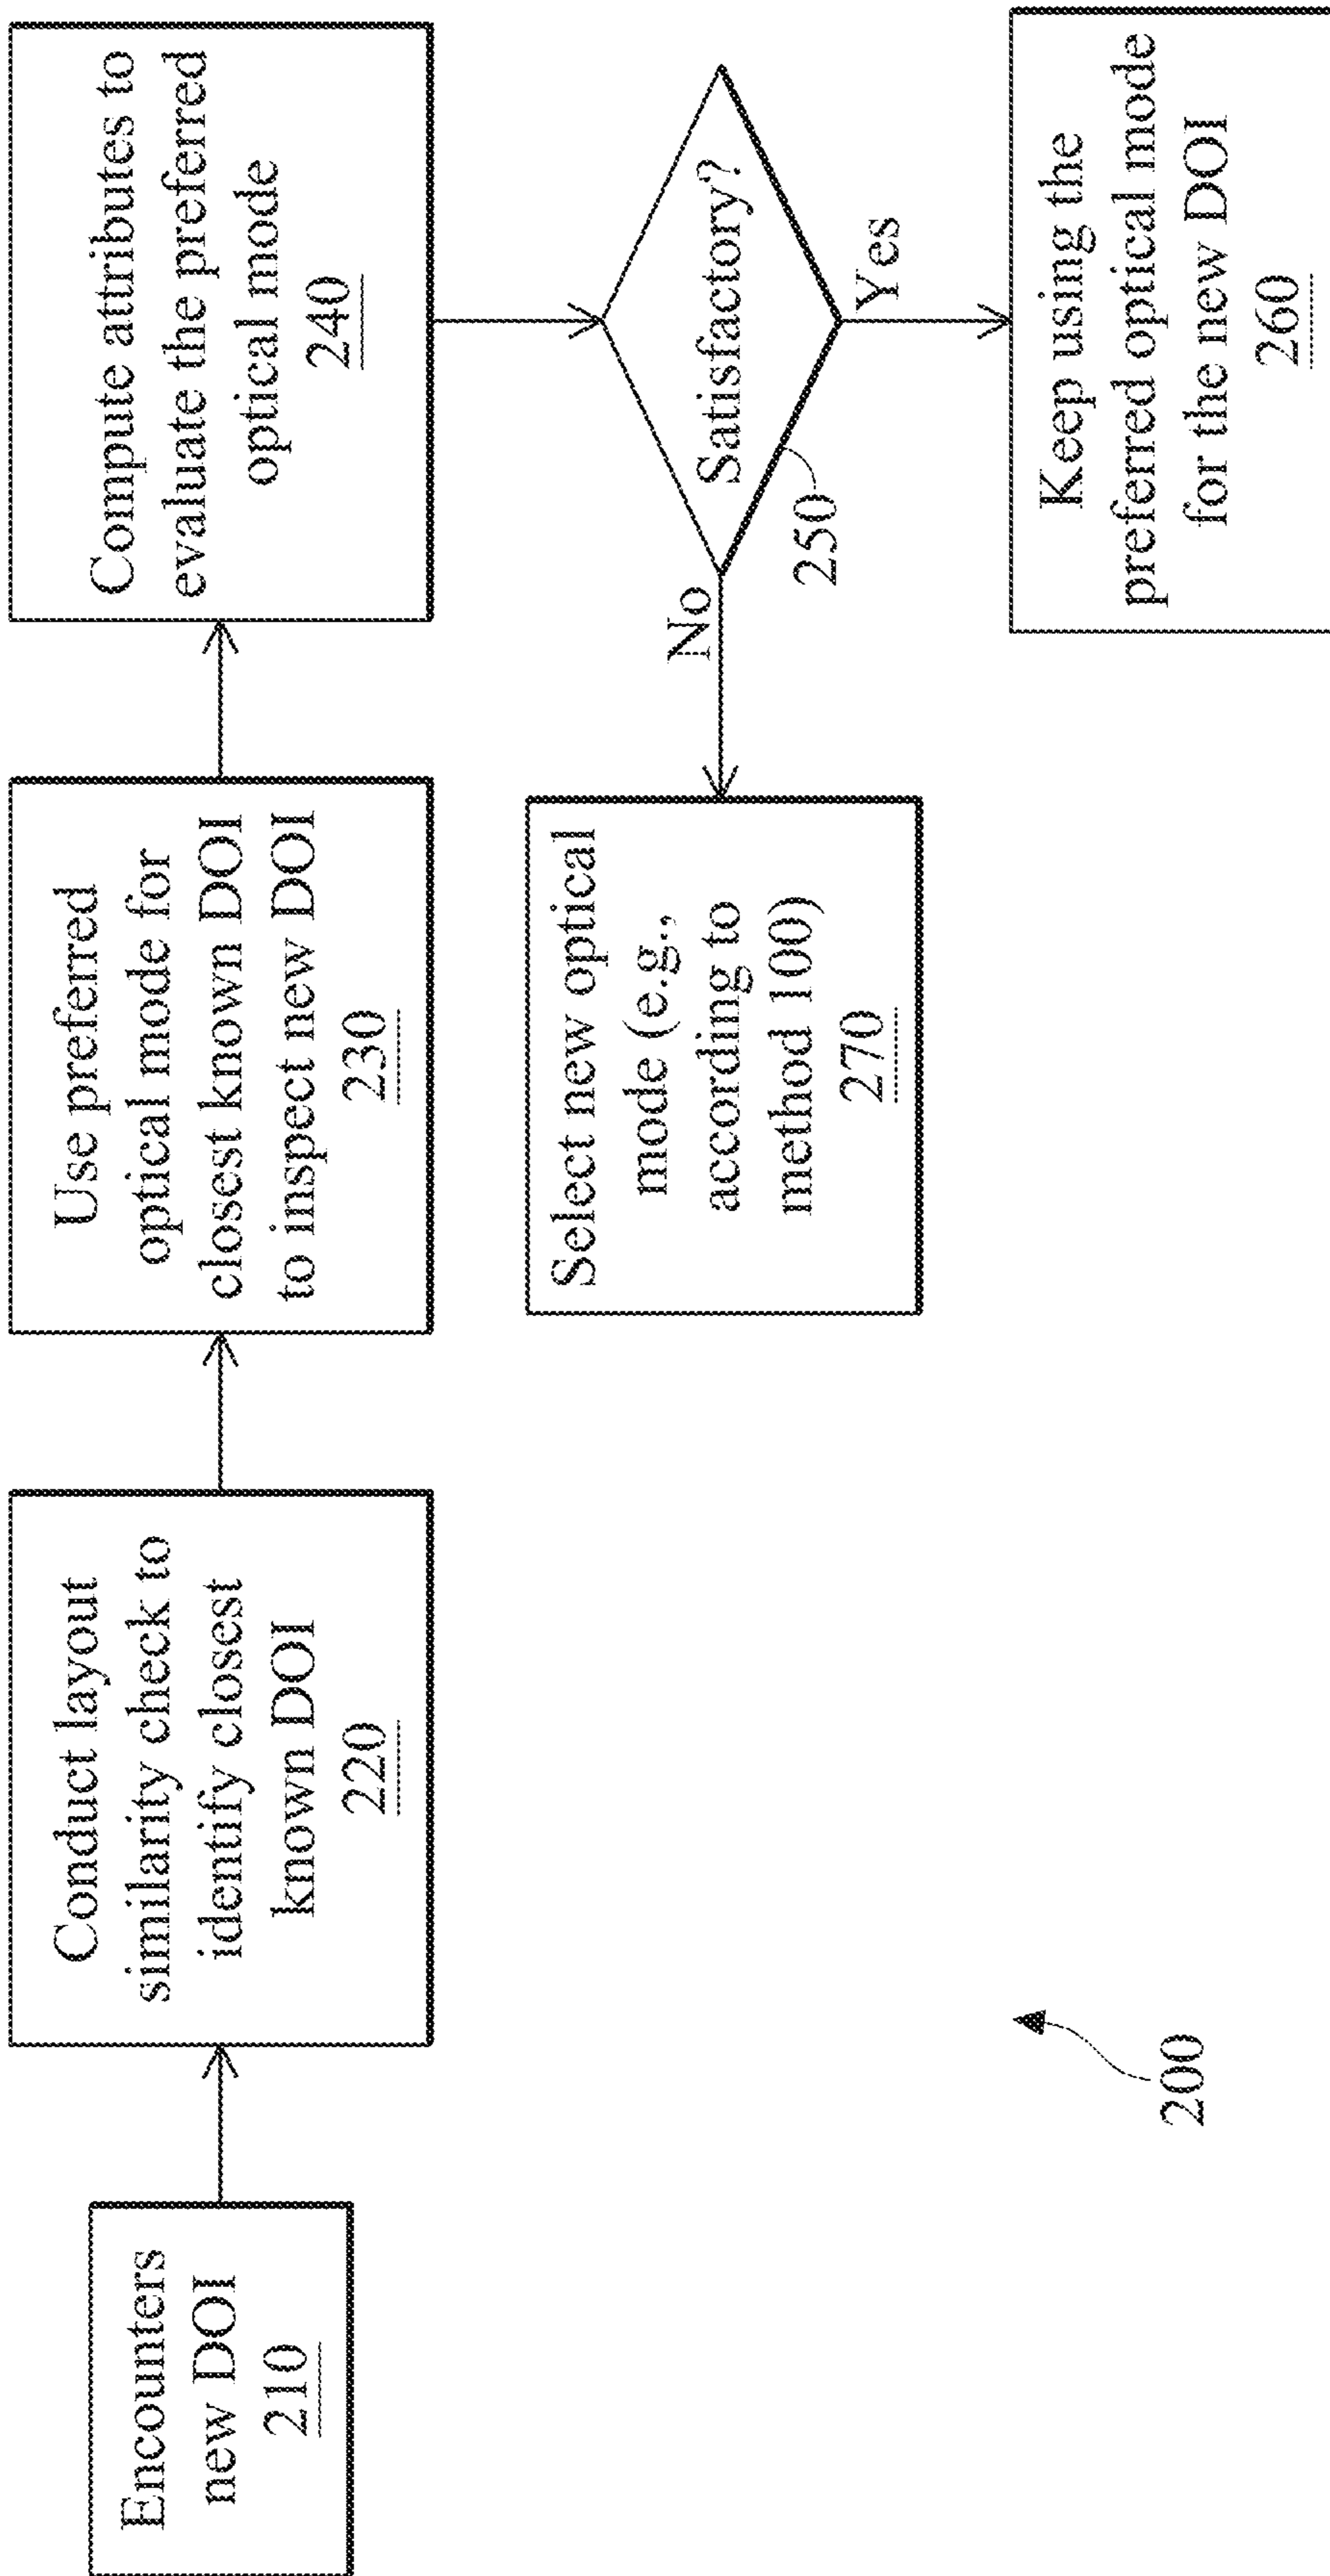 Encounters
new DOI
210
Conduct layout
similarity check to
identify closest
known DOI
220
Use preferred
optical mode for
closest known DOI
to inspect new DOI
230
Compute attributes to
evaluate the preferred
optical mode
240
Satisfactory?
250
No
Yes
Select new optical
mode (e.g.,
according to
method 100)
270
Keep using the
preferred optical mode
for the new DOI
260
200